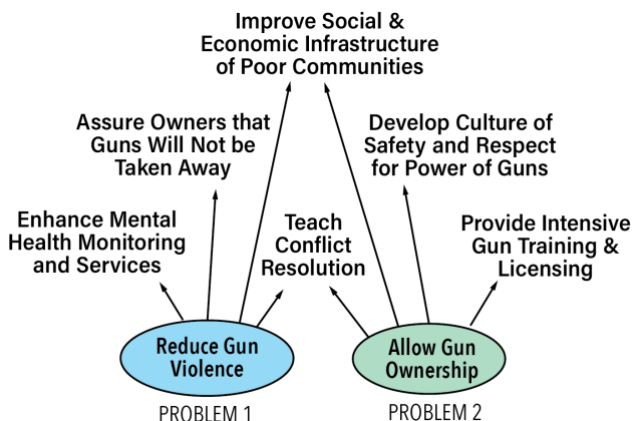 Improve Social &
Economic Infrastructure
of Poor Communities
Assure Owners that
Guns Will Not be
Taken Away
Develop Culture of
Safety and Respect
for Power of Guns
Enhance Mental
Health Monitoring
and Services
Teach
Conflict
Resolution
Provide Intensive
Gun Training &
Licensing
Reduce Gun
Violence
Allow Gun
Ownership
PROBLEM 1
PROBLEM 2